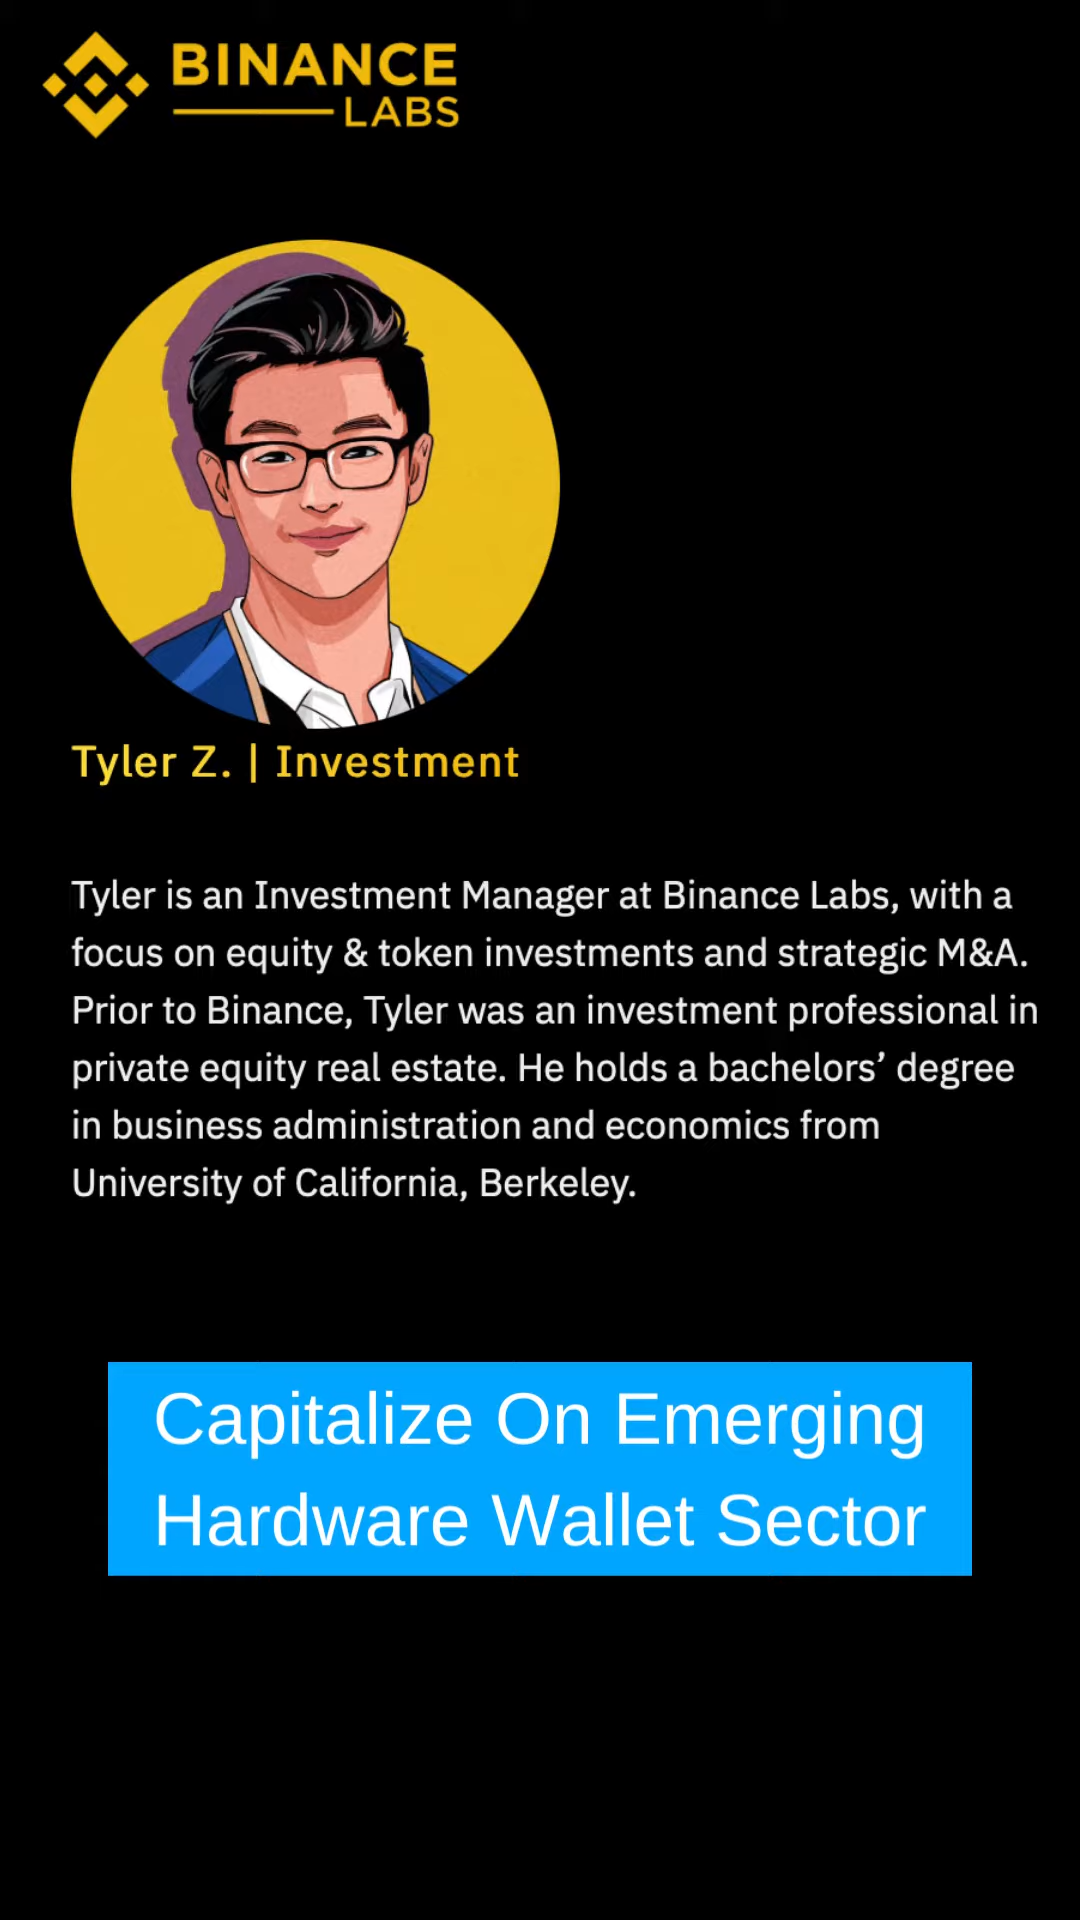 BINANCE
LABS
Tyler Z. | Investment
Tyler is an Investment Manager at Binance Labs, with a
focus on equity & token investments and strategic M&A.
Prior to Binance, Tyler was an investment professional in
private equity real estate. He holds a bachelors’ degree
in business administration and economics from
University of California, Berkeley.
Capitalize On Emerging
Hardware Wallet Sector